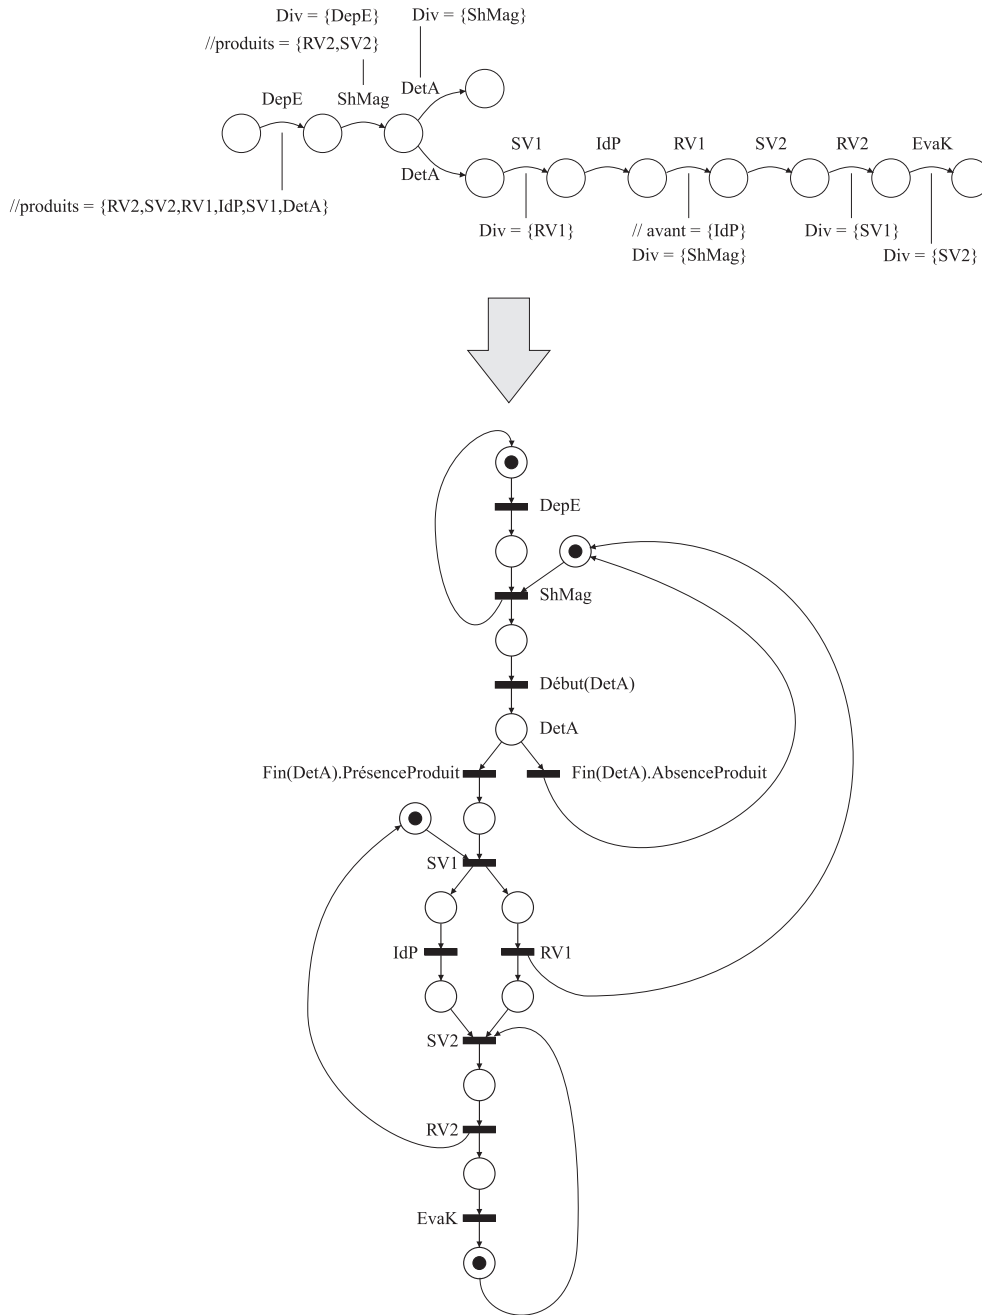 Div = {DepE}
Div = {ShMag}
//produits = {RV2,SV2}
DetA
DepE
ShMag
DetA
SV1
IdP
RV1
SV2
RV2
EvaK
//produits = {RV2,SV2,RV1,IdP,SV1,DetA}
Div = {RV1}
// avant = {IdP}
Div = {SV1}
Div = {ShMag}
Div = {SV2}
DepE
ShMag
Début(DetA)
DetA
Fin(DetA).PrésenceProduit
Fin(DetA).AbsenceProduit
SV1
IdP
RV1
SV2
RV2
EvaK